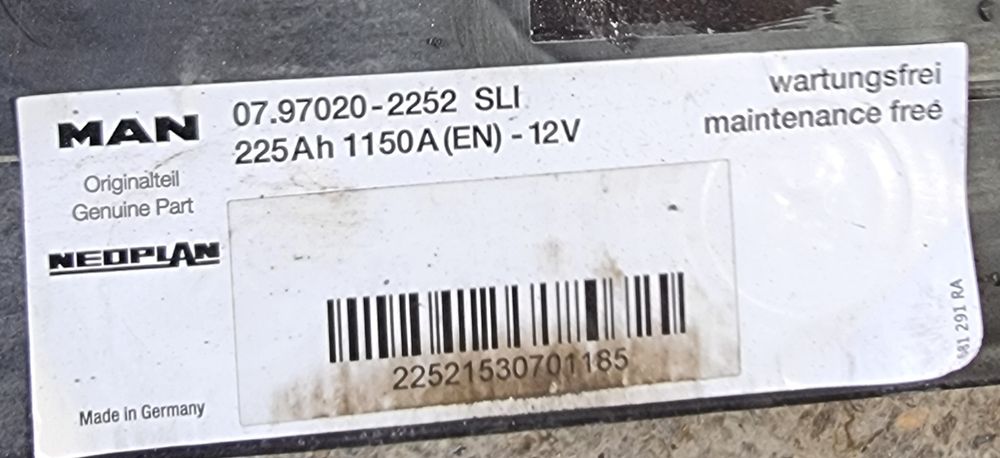 MAN
07.97020-2252 SLI
225Ah 1150A(EN) - 12V
wartungsfrei
maintenance free
Originalteil
Genuine Part
NEOPLAN
22521530701185
Made in Germany
291 RA